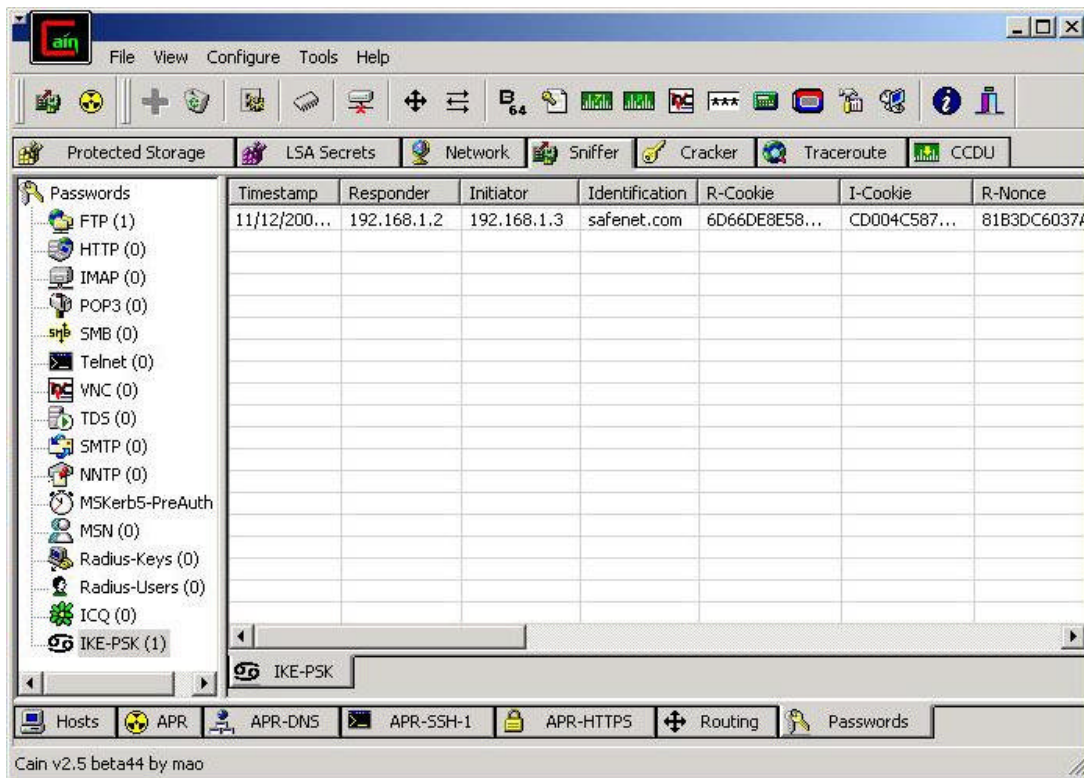 aín
File View Configure Tools Help
B64
***
Protected Storage LSA Secrets Network Sniffer Cracker Traceroute CCDU
Passwords
FTP (1)
HTTP (0)
IMAP (0)
POP3 (0)
SMB (0)
Telnet (0)
VNC (0)
TDS (0)
SMTP (0)
NNTP (0)
MSKerb5-PreAuth
MSN (0)
Radius-Keys (0)
Radius-Users (0)
ICQ (0)
IKE-PSK (1)
Timestamp Responder Initiator Identification R-Cookie I-Cookie R-Nonce
11/12/200... 192.168.1.2 192.168.1.3 safenet.com 6D66DE8E58... CD004C587... 81B3DC6037A
IKE-PSK
Hosts APR APR-DNS APR-SSH-1 APR-HTTPS Routing Passwords
Cain v2.5 beta44 by mao